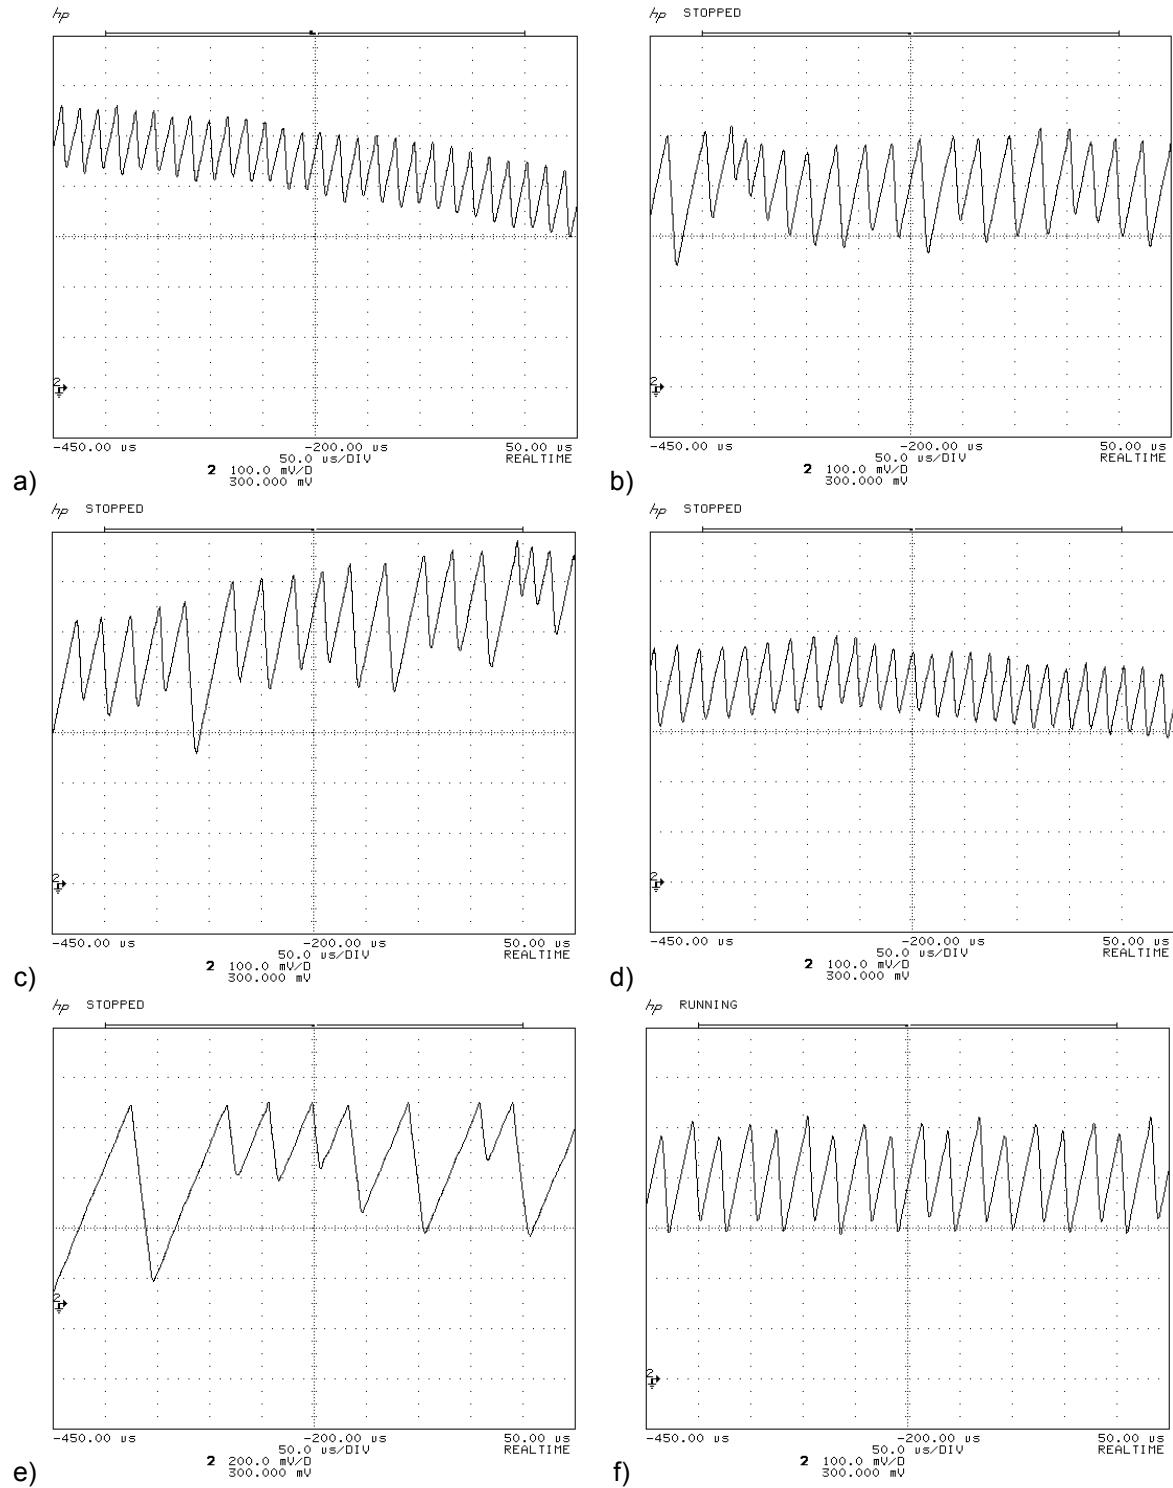 hp
hp STOPPED
2
2
-450.00 us -200.00 us 50.00 us
50.0 us/DIV REALTIME
2 100.0 mV/D
300.000 mV
a)
-450.00 us -200.00 us 50.00 us
50.0 us/DIV REALTIME
2 100.0 mV/D
300.000 mV
b)
hp STOPPED
hp STOPPED
2
2
-450.00 us -200.00 us 50.00 us
50.0 us/DIV REALTIME
2 100.0 mV/D
300.000 mV
c)
-450.00 us -200.00 us 50.00 us
50.0 us/DIV REALTIME
2 100.0 mV/D
300.000 mV
d)
hp STOPPED
hp RUNNING
2
2
-450.00 us -200.00 us 50.00 us
50.0 us/DIV REALTIME
2 200.0 mV/D
300.000 mV
e)
-450.00 us -200.00 us 50.00 us
50.0 us/DIV REALTIME
2 100.0 mV/D
300.000 mV
f)